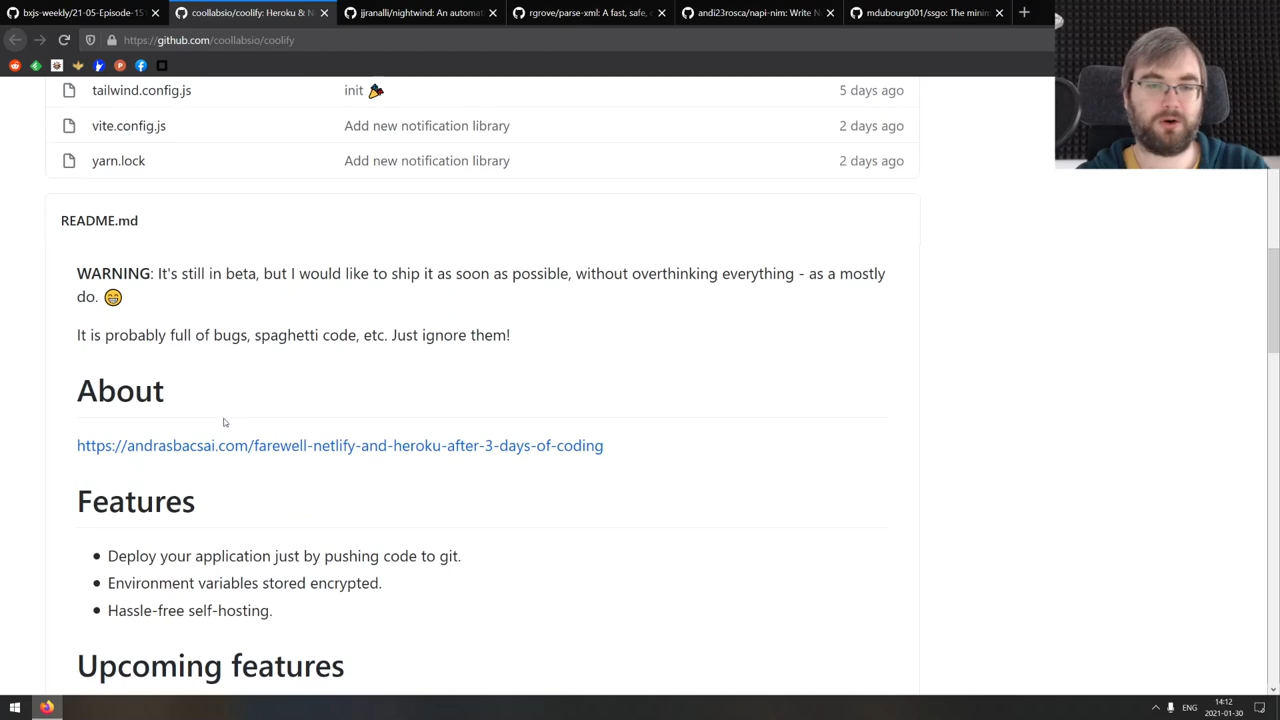 bxjs-weekly/21-05-Episode-15
coollabsio/coolify: Heroku & N
jjranalli/nightwind: An automat
rgrove/parse-xml: A fast, safe,
andi23rosca/napi-nim: Write N
mdubourg001/ssgo: The minim
https://github.com/coollabsio/coolify
tailwind.config.js init 🎉 5 days ago
vite.config.js Add new notification library 2 days ago
yarn.lock Add new notification library 2 days ago
README.md
WARNING: It's still in beta, but I would like to ship it as soon as possible, without overthinking everything - as a mostly
do. 😁
It is probably full of bugs, spaghetti code, etc. Just ignore them!
About
https://andrasbacsai.com/farewell-netlify-and-heroku-after-3-days-of-coding
Features
• Deploy your application just by pushing code to git.
• Environment variables stored encrypted.
• Hassle-free self-hosting.
Upcoming features
ENG
14:12
2021-01-30